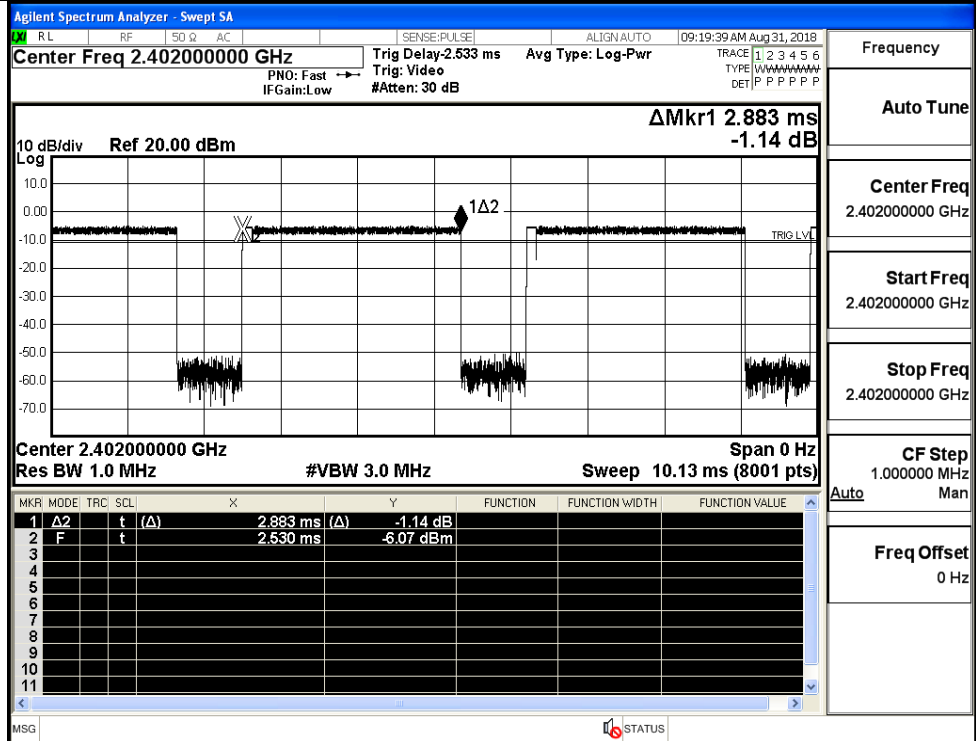 Agilent Spectrum Analyzer - Swept SA
LXI RL RF 50 Ω AC SENSE:PULSE ALIGN AUTO 09:19:39 AM Aug 31, 2018
Center Freq 2.402000000 GHz Trig Delay-2.533 ms Avg Type: Log-Pwr TRACE 1 2 3 4 5 6
PNO: Fast Trig: Video TYPE WWWWWW
IFGain:Low #Atten: 30 dB DET P P P P P P
Frequency
ΔMkr1 2.883 ms
-1.14 dB
10 dB/div Ref 20.00 dBm
Log
10.0
0.00
-10.0
-20.0
-30.0
-40.0
-50.0
-60.0
-70.0
1Δ2
2
TRIG LVL
Center 2.402000000 GHz Span 0 Hz
Res BW 1.0 MHz #VBW 3.0 MHz Sweep 10.13 ms (8001 pts)
MKR MODE TRC SCL X Y FUNCTION FUNCTION WIDTH FUNCTION VALUE
1 Δ2 t (Δ) 2.883 ms (Δ) -1.14 dB
2 F t 2.530 ms -6.07 dBm
3
4
5
6
7
8
9
10
11
MSG STATUS
Auto Tune
Center Freq
2.402000000 GHz
Start Freq
2.402000000 GHz
Stop Freq
2.402000000 GHz
CF Step
1.000000 MHz
Auto Man
Freq Offset
0 Hz